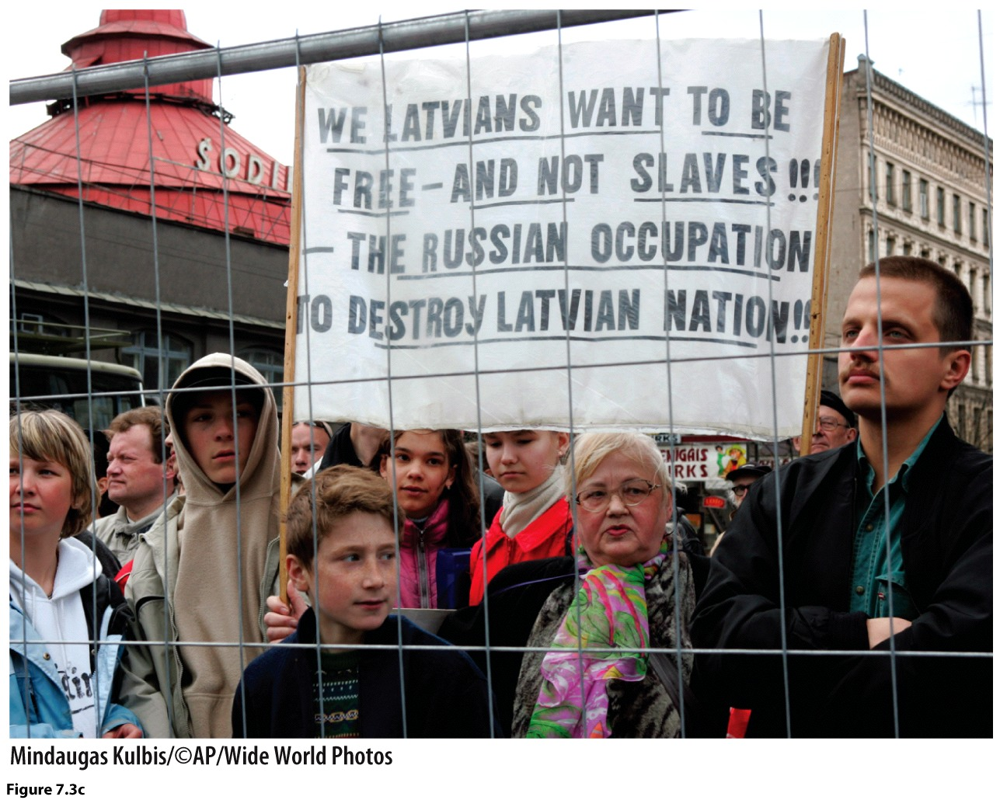 WE LATVIANS WANT TO BE
FREE – AND NOT SLAVES!!!
– THE RUSSIAN OCCUPATION
TO DESTROY LATVIAN NATION!!
ŠODI
Mindaugas Kulbis/©AP/Wide World Photos
Figure 7.3c